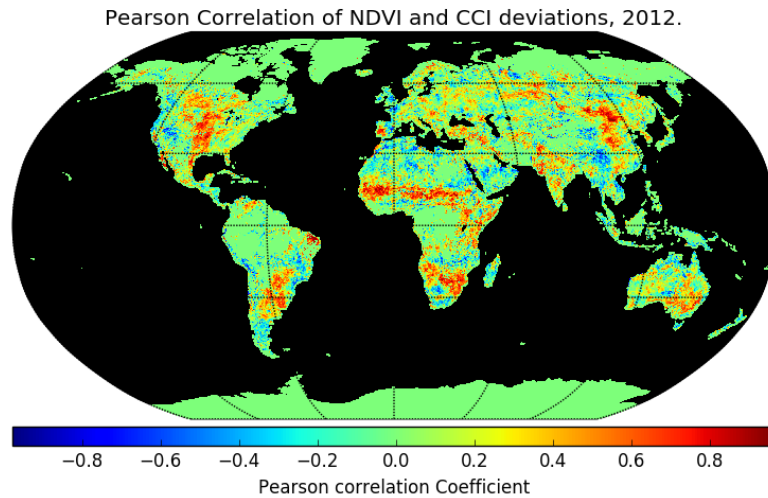 Pearson Correlation of NDVI and CCI deviations, 2012.
−0.8 −0.6 −0.4 −0.2 0.0 0.2 0.4 0.6 0.8
Pearson correlation Coefficient